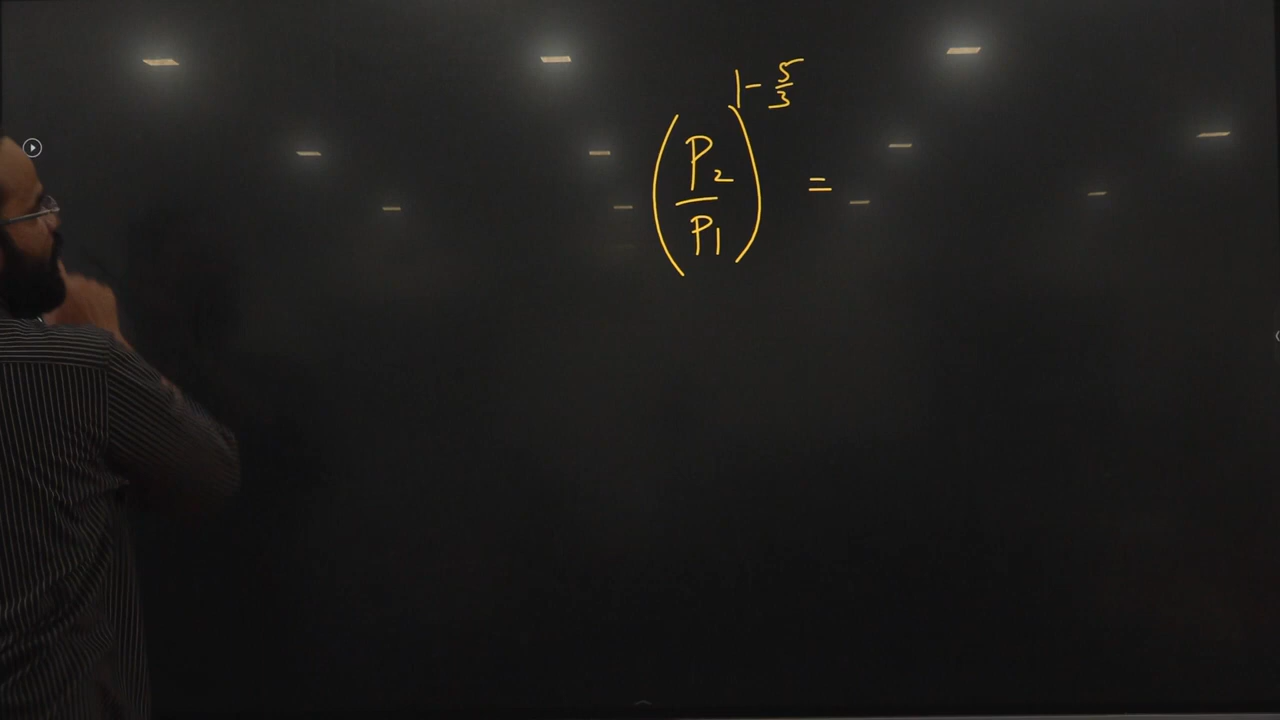 (P₂/P₁)^(1 - 5/3) =